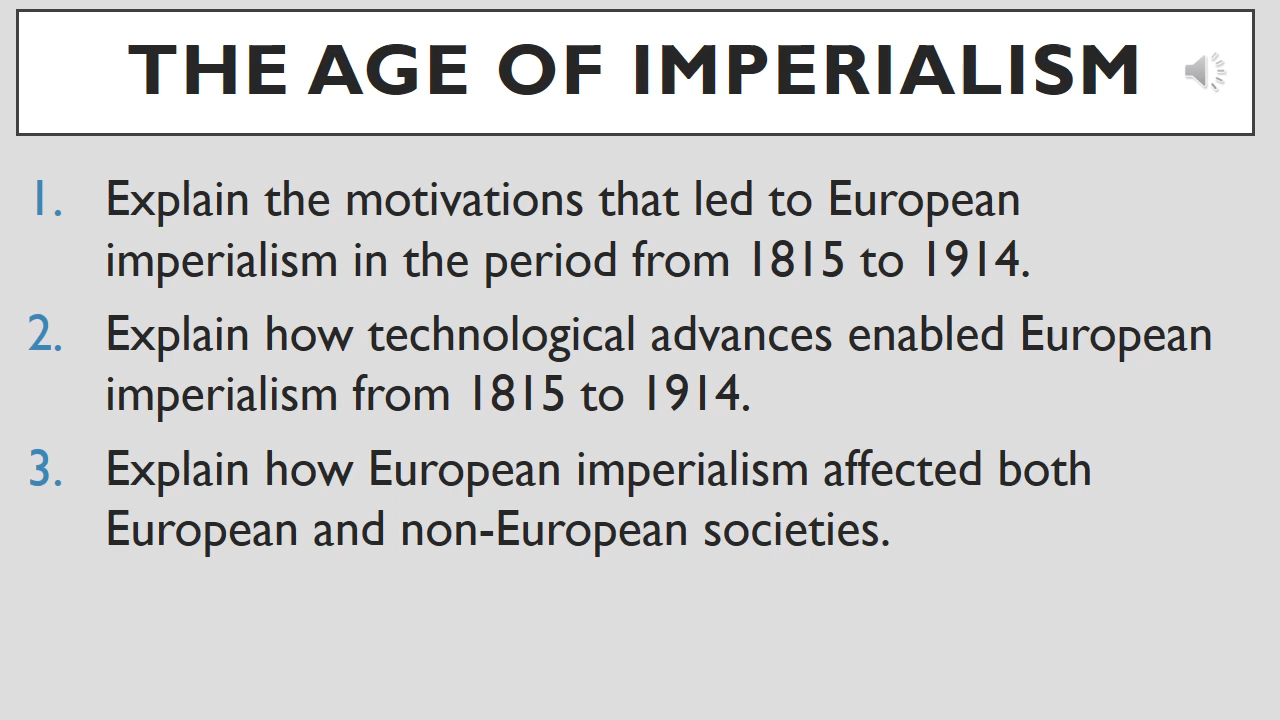 THE AGE OF IMPERIALISM
1. Explain the motivations that led to European
imperialism in the period from 1815 to 1914.
2. Explain how technological advances enabled European
imperialism from 1815 to 1914.
3. Explain how European imperialism affected both
European and non-European societies.